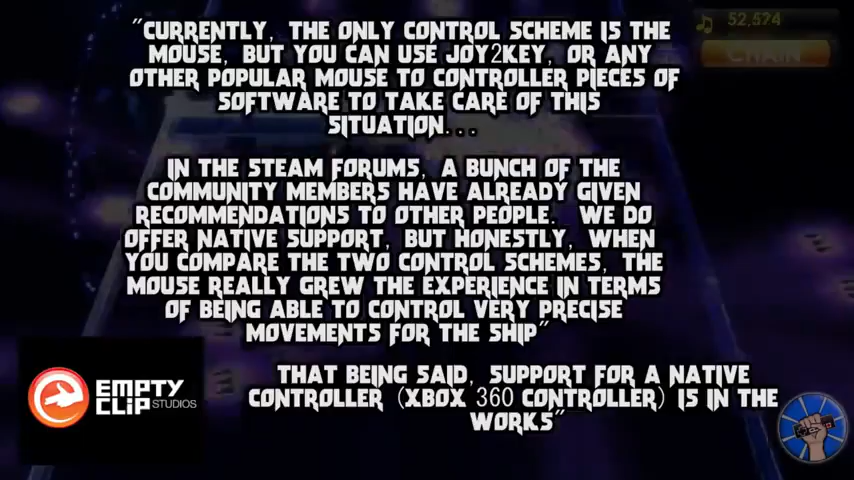 52,524
CHAIN
"CURRENTLY, THE ONLY CONTROL SCHEME IS THE
MOUSE, BUT YOU CAN USE JOY2KEY, OR ANY
OTHER POPULAR MOUSE TO CONTROLLER PIECES OF
SOFTWARE TO TAKE CARE OF THIS
SITUATION...
IN THE STEAM FORUMS, A BUNCH OF THE
COMMUNITY MEMBERS HAVE ALREADY GIVEN
RECOMMENDATIONS TO OTHER PEOPLE. WE DO
OFFER NATIVE SUPPORT, BUT HONESTLY, WHEN
YOU COMPARE THE TWO CONTROL SCHEMES, THE
MOUSE REALLY GREW THE EXPERIENCE IN TERMS
OF BEING ABLE TO CONTROL VERY PRECISE
MOVEMENTS FOR THE SHIP"
THAT BEING SAID, SUPPORT FOR A NATIVE
CONTROLLER (XBOX 360 CONTROLLER) IS IN THE
WORKS"
EMPTY
CLIP STUDIOS